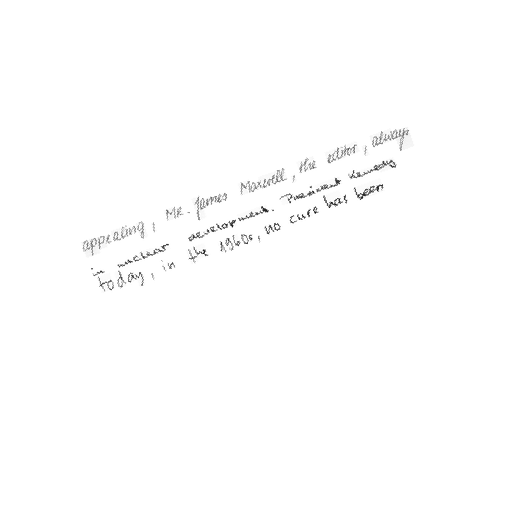 appealing, Mr. James Maxwell, the editor, always
in nuclear development. President Kennedy
today, in the 1960s, no cure has been